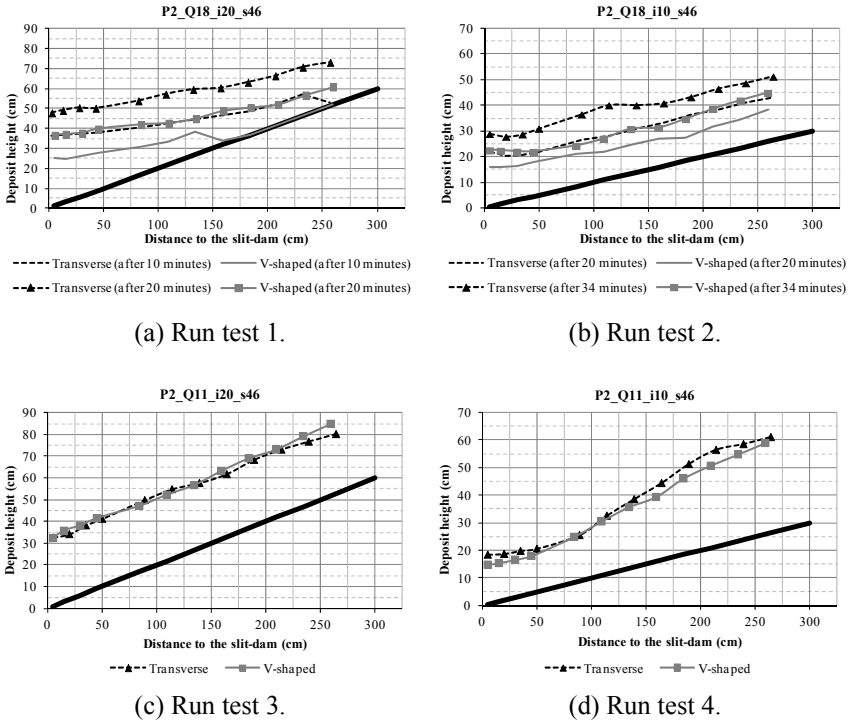 P2_Q18_i20_s46
Deposit height (cm)
90
80
70
60
50
40
30
20
10
0
0 50 100 150 200 250 300
Distance to the slit-dam (cm)
Transverse (after 10 minutes) V-shaped (after 10 minutes)
Transverse (after 20 minutes) V-shaped (after 20 minutes)
(a) Run test 1.
P2_Q18_i10_s46
Deposit height (cm)
70
60
50
40
30
20
10
0
0 50 100 150 200 250 300
Distance to the slit-dam (cm)
Transverse (after 20 minutes) V-shaped (after 20 minutes)
Transverse (after 34 minutes) V-shaped (after 34 minutes)
(b) Run test 2.
P2_Q11_i20_s46
Deposit height (cm)
90
80
70
60
50
40
30
20
10
0
0 50 100 150 200 250 300
Distance to the slit-dam (cm)
Transverse V-shaped
(c) Run test 3.
P2_Q11_i10_s46
Deposit height (cm)
70
60
50
40
30
20
10
0
0 50 100 150 200 250 300
Distance to the slit-dam (cm)
Transverse V-shaped
(d) Run test 4.